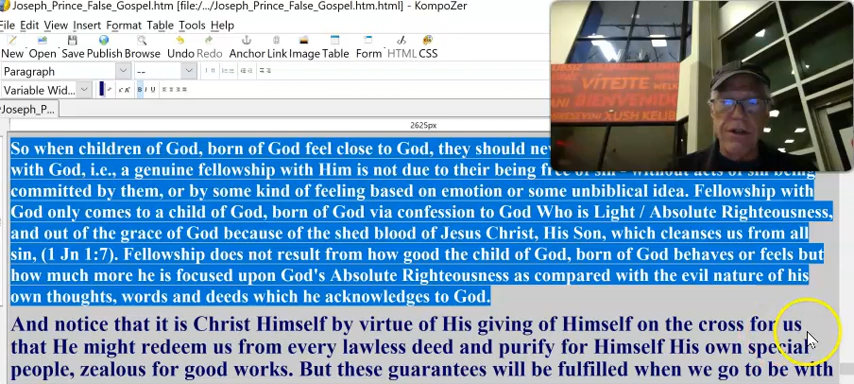 Joseph_Prince_False_Gospel.htm [file:/.../Joseph_Prince_False_Gospel.htm.html] - KompoZer
File Edit View Insert Format Table Tools Help
New Open Save Publish Browse Undo Redo Anchor Link Image Table Form HTML CSS
Paragraph --
Variable Wid... B I U
Joseph_P...
2625px
VÍTEJTE
BIENVENIDO
XUSH KELIB
So when children of God, born of God feel close to God, they should
with God, i.e., a genuine fellowship with Him is not due to their being free of sin - without acts of sin being
committed by them, or by some kind of feeling based on emotion or some unbiblical idea. Fellowship with
God only comes to a child of God, born of God via confession to God Who is Light / Absolute Righteousness,
and out of the grace of God because of the shed blood of Jesus Christ, His Son, which cleanses us from all
sin, (1 Jn 1:7). Fellowship does not result from how good the child of God, born of God behaves or feels but
how much more he is focused upon God's Absolute Righteousness as compared with the evil nature of his
own thoughts, words and deeds which he acknowledges to God.
And notice that it is Christ Himself by virtue of His giving of Himself on the cross for us
that He might redeem us from every lawless deed and purify for Himself His own special
people, zealous for good works. But these guarantees will be fulfilled when we go to be with